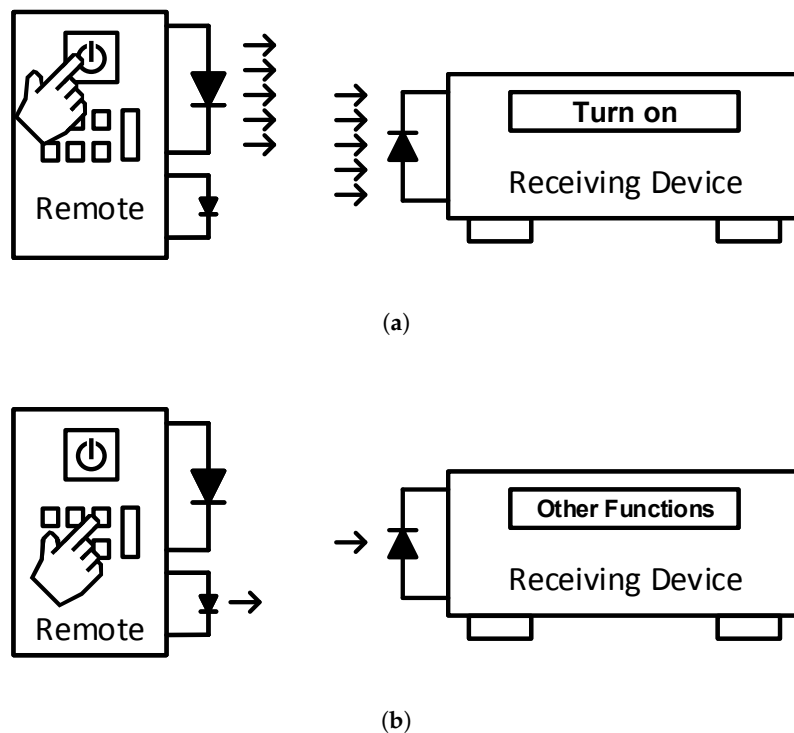 Turn on
Receiving Device
Remote
(a)
Other Functions
Receiving Device
Remote
(b)